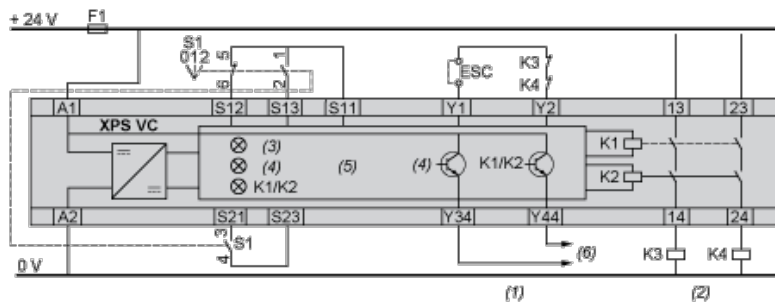 + 24 V
F1
S1
012
5
1
6
2
ESC
K3
K4
A1
S12
S13
S11
Y1
Y2
13
23
XPS VC
(3)
(4)
K1/K2
(5)
(4)
K1/K2
K1
K2
A2
S21
S23
Y34
Y44
14
24
3
4
S1
(6)
K3
K4
0 V
(1)
(2)